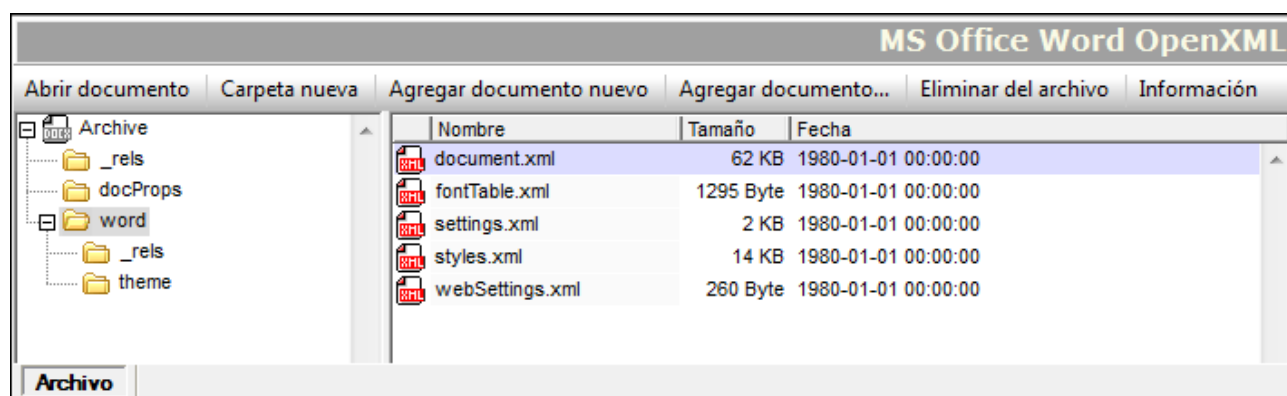 MS Office Word OpenXML
Abrir documento Carpeta nueva Agregar documento nuevo Agregar documento... Eliminar del archivo Información
Archive
_rels
docProps
word
_rels
theme
Nombre Tamaño Fecha
document.xml 62 KB 1980-01-01 00:00:00
fontTable.xml 1295 Byte 1980-01-01 00:00:00
settings.xml 2 KB 1980-01-01 00:00:00
styles.xml 14 KB 1980-01-01 00:00:00
webSettings.xml 260 Byte 1980-01-01 00:00:00
Archivo